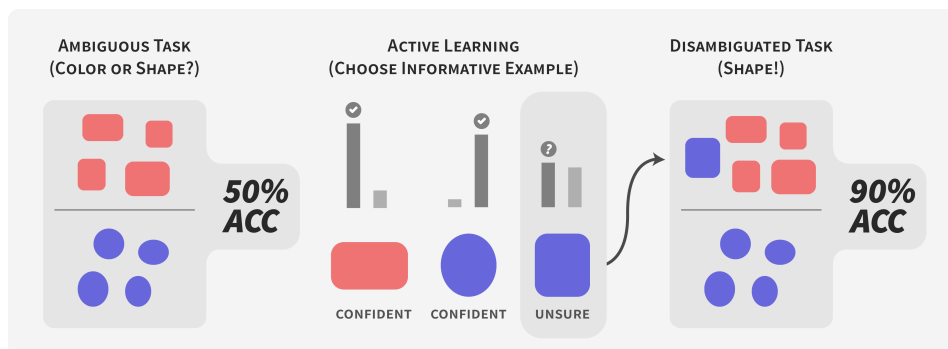 Ambiguous Task
(Color or Shape?)
50%
ACC
Active Learning
(Choose Informative Example)
?
CONFIDENT
CONFIDENT
UNSURE
Disambiguated Task
(Shape!)
90%
ACC